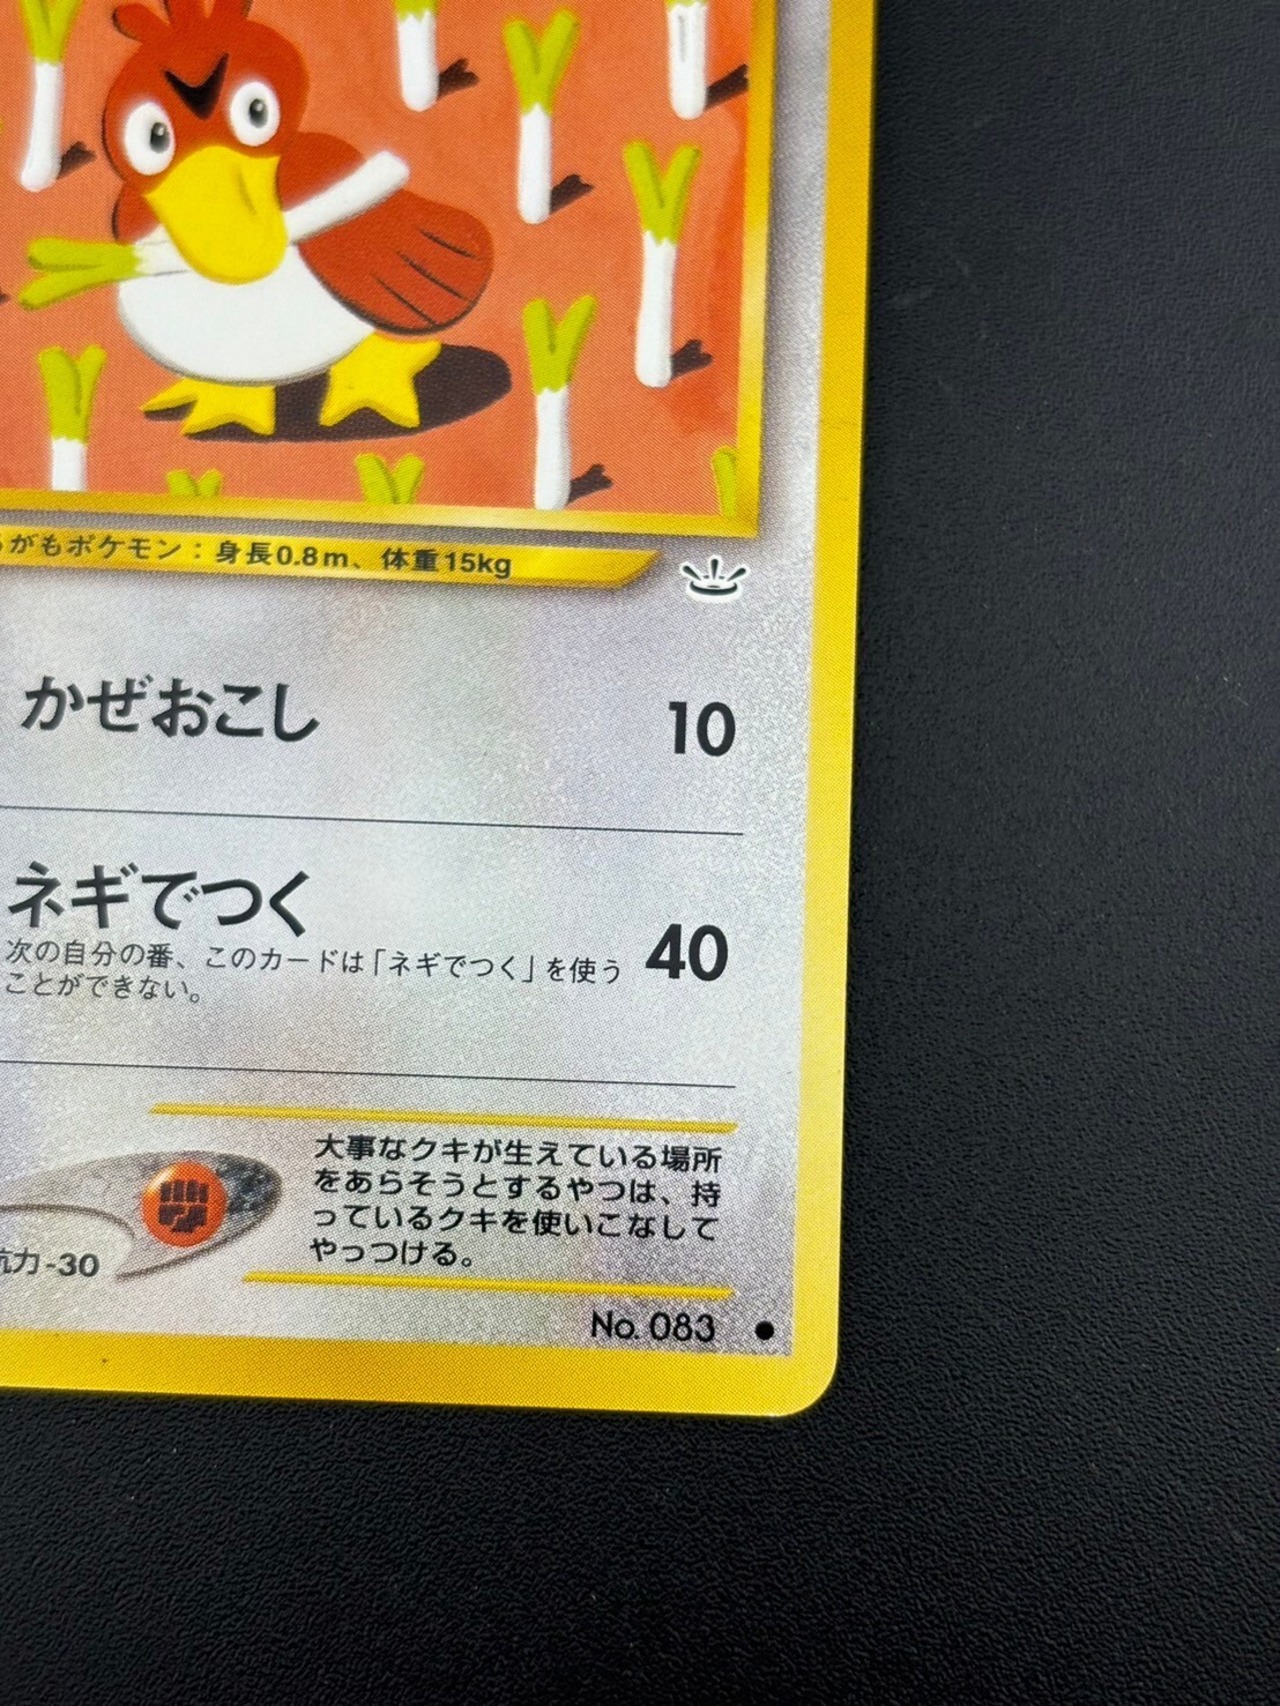 がもポケモン：身長0.8m、体重15kg
かぜおこし 10
ネギでつく 40
次の自分の番、このカードは「ネギでつく」を使う
ことができない。
大事なクキが生えている場所
をあらそうとするやつは、持
っているクキを使いこなして
やっつける。
抗力-30
No. 083 ●